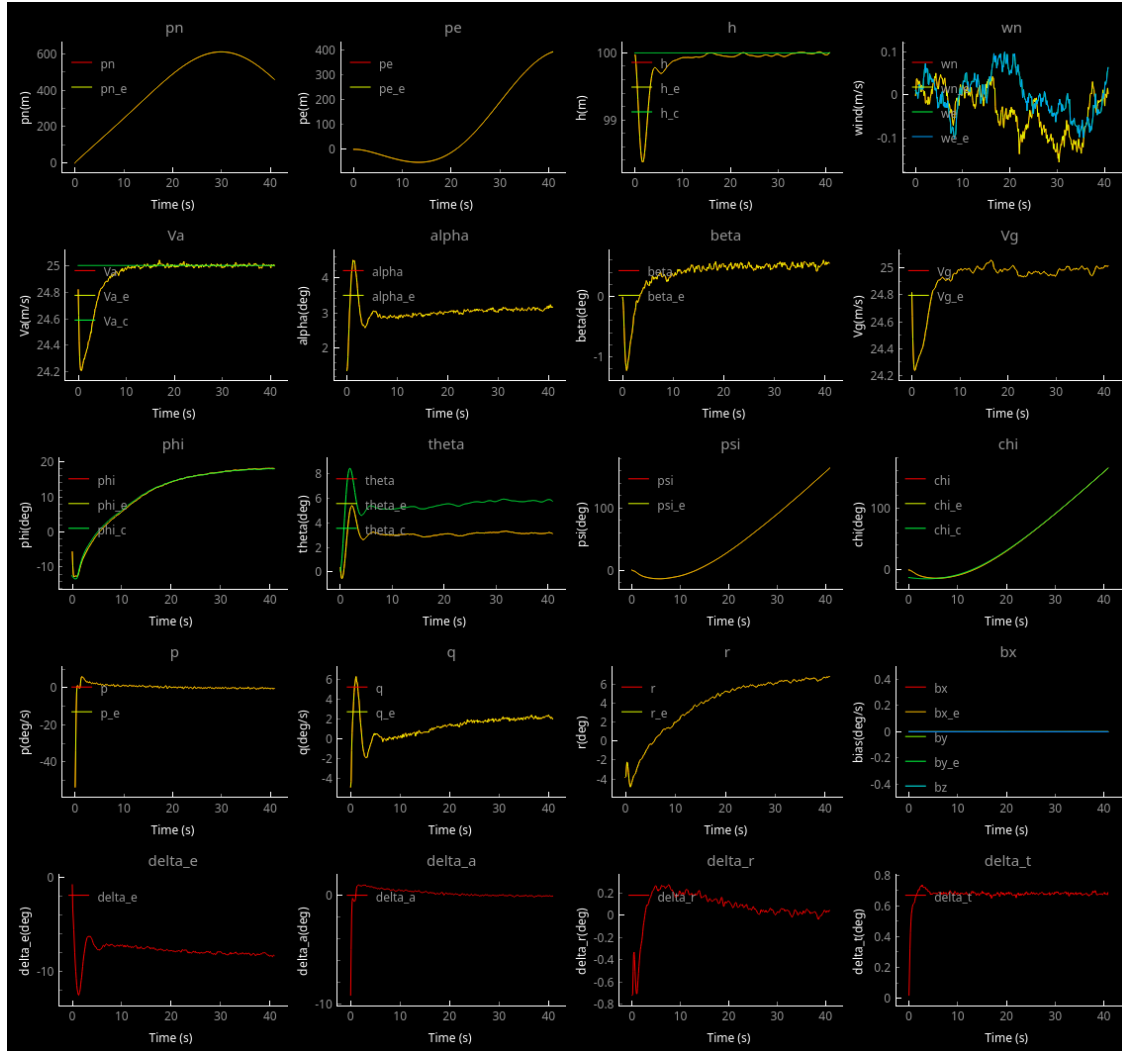 pn
pn(m)
600
400
200
0
pn
pn_e
0
10
20
30
40
Time (s)
pe
pe(m)
400
300
200
100
0
pe
pe_e
0
10
20
30
40
Time (s)
h
h(m)
100
99
h
h_e
h_c
0
10
20
30
40
Time (s)
wn
wind(m/s)
0.1
0
-0.1
wn
we_e
0
10
20
30
40
Time (s)
Va
Va(m/s)
25
24.8
24.6
24.4
24.2
Va
Va_e
Va_c
0
10
20
30
40
Time (s)
alpha
alpha(deg)
4
3
2
alpha
alpha_e
0
10
20
30
40
Time (s)
beta
beta(deg)
0
-1
beta
beta_e
0
10
20
30
40
Time (s)
Vg
Vg(m/s)
25
24.8
24.6
24.4
24.2
Vg
Vg_e
0
10
20
30
40
Time (s)
phi
phi(deg)
20
10
0
-10
phi
phi_e
phi_c
0
10
20
30
40
Time (s)
theta
theta(deg)
8
6
4
2
0
theta
theta_e
theta_c
0
10
20
30
40
Time (s)
psi
psi(deg)
100
0
psi
psi_e
0
10
20
30
40
Time (s)
chi
chi(deg)
100
0
chi
chi_e
chi_c
0
10
20
30
40
Time (s)
p
p(deg/s)
0
-20
-40
p
p_e
0
10
20
30
40
Time (s)
q
q(deg)
6
4
2
0
-2
-4
q
q_e
0
10
20
30
40
Time (s)
r
r(deg)
6
4
2
0
-2
-4
r
r_e
0
10
20
30
40
Time (s)
bx
bias(deg/s)
0.4
0.2
0
-0.2
-0.4
bx
bx_e
by
by_e
bz
0
10
20
30
40
Time (s)
delta_e
delta_e(deg)
0
-10
delta_e
0
10
20
30
40
Time (s)
delta_a
delta_a(deg)
0
-10
delta_a
0
10
20
30
40
Time (s)
delta_r
delta_r(deg)
0.2
0
-0.2
-0.4
-0.6
-0.8
delta_r
0
10
20
30
40
Time (s)
delta_t
delta_t(deg)
0.8
0.6
0.4
0.2
0
delta_t
0
10
20
30
40
Time (s)